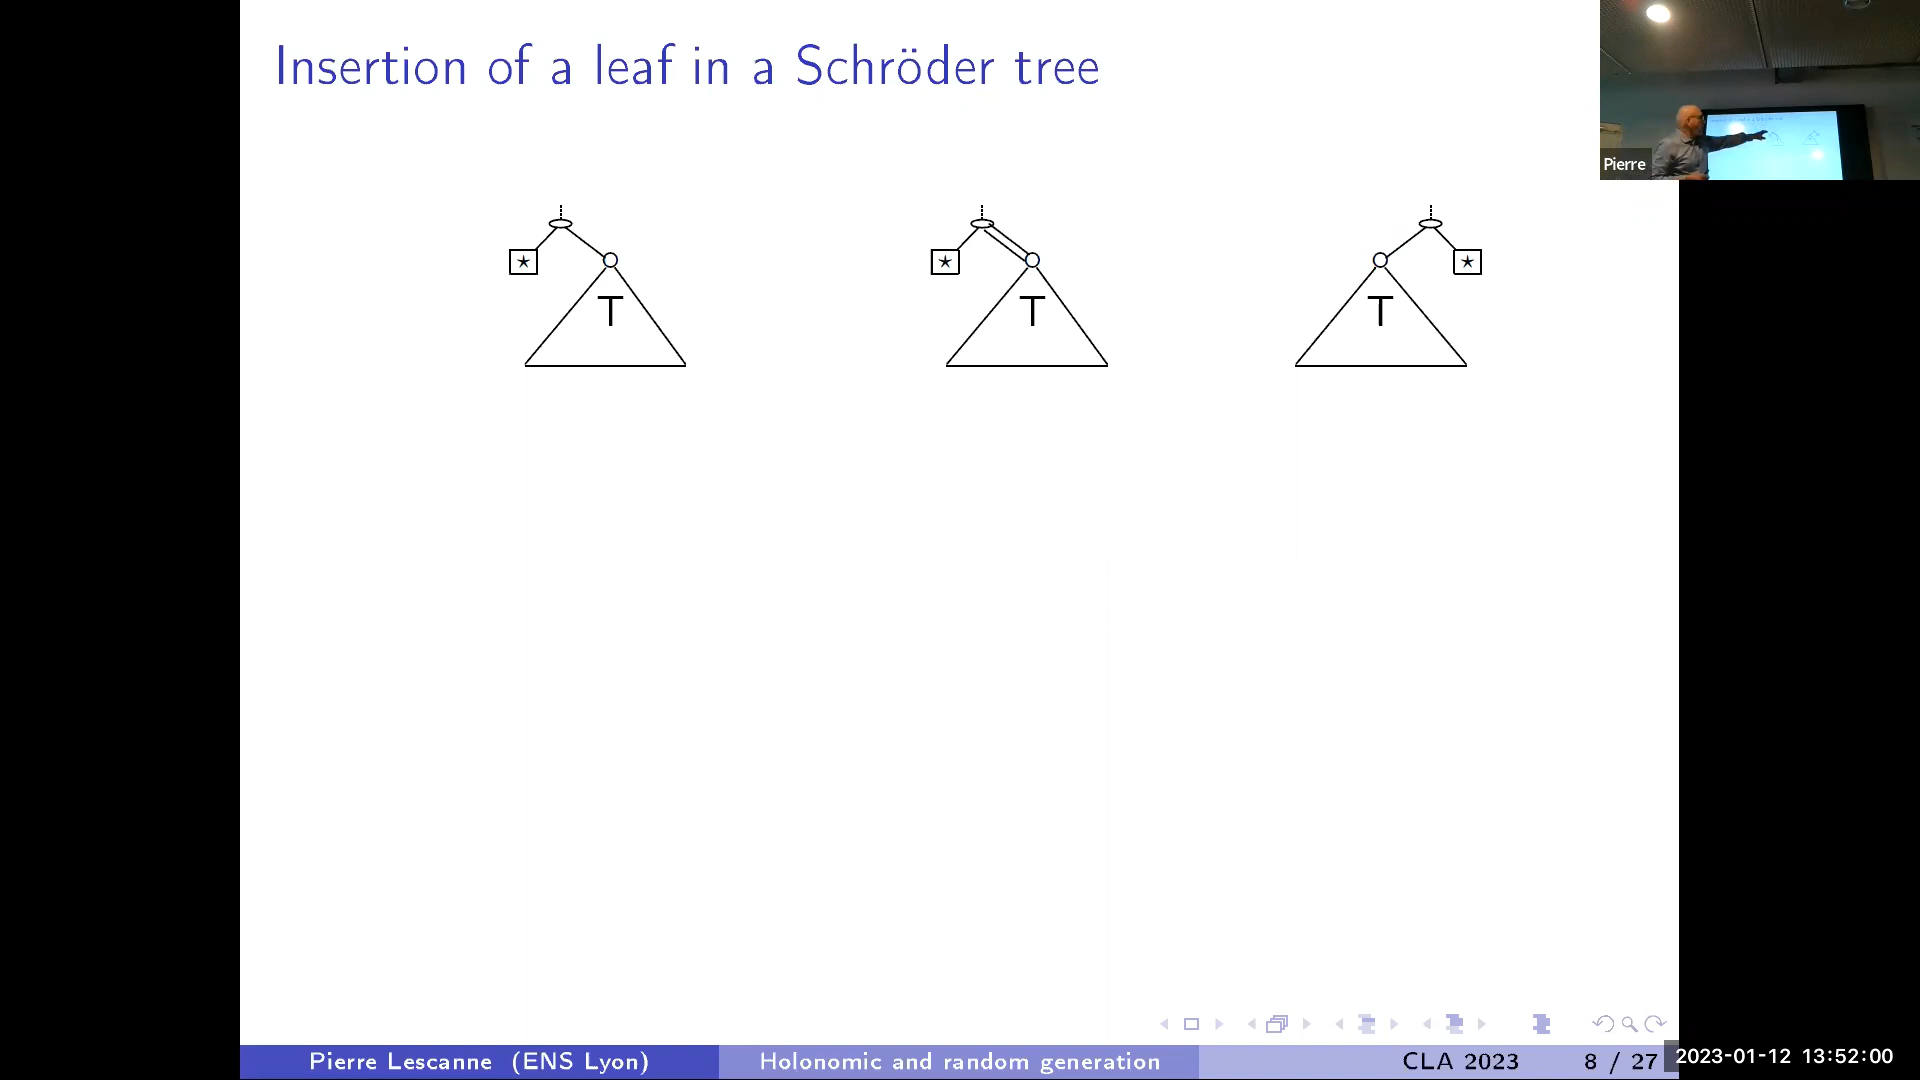 Insertion of a leaf in a Schröder tree
Pierre
★ ★ ★
T T T
Pierre Lescanne (ENS Lyon) Holonomic and random generation CLA 2023 8 / 27
2023-01-12 13:52:00